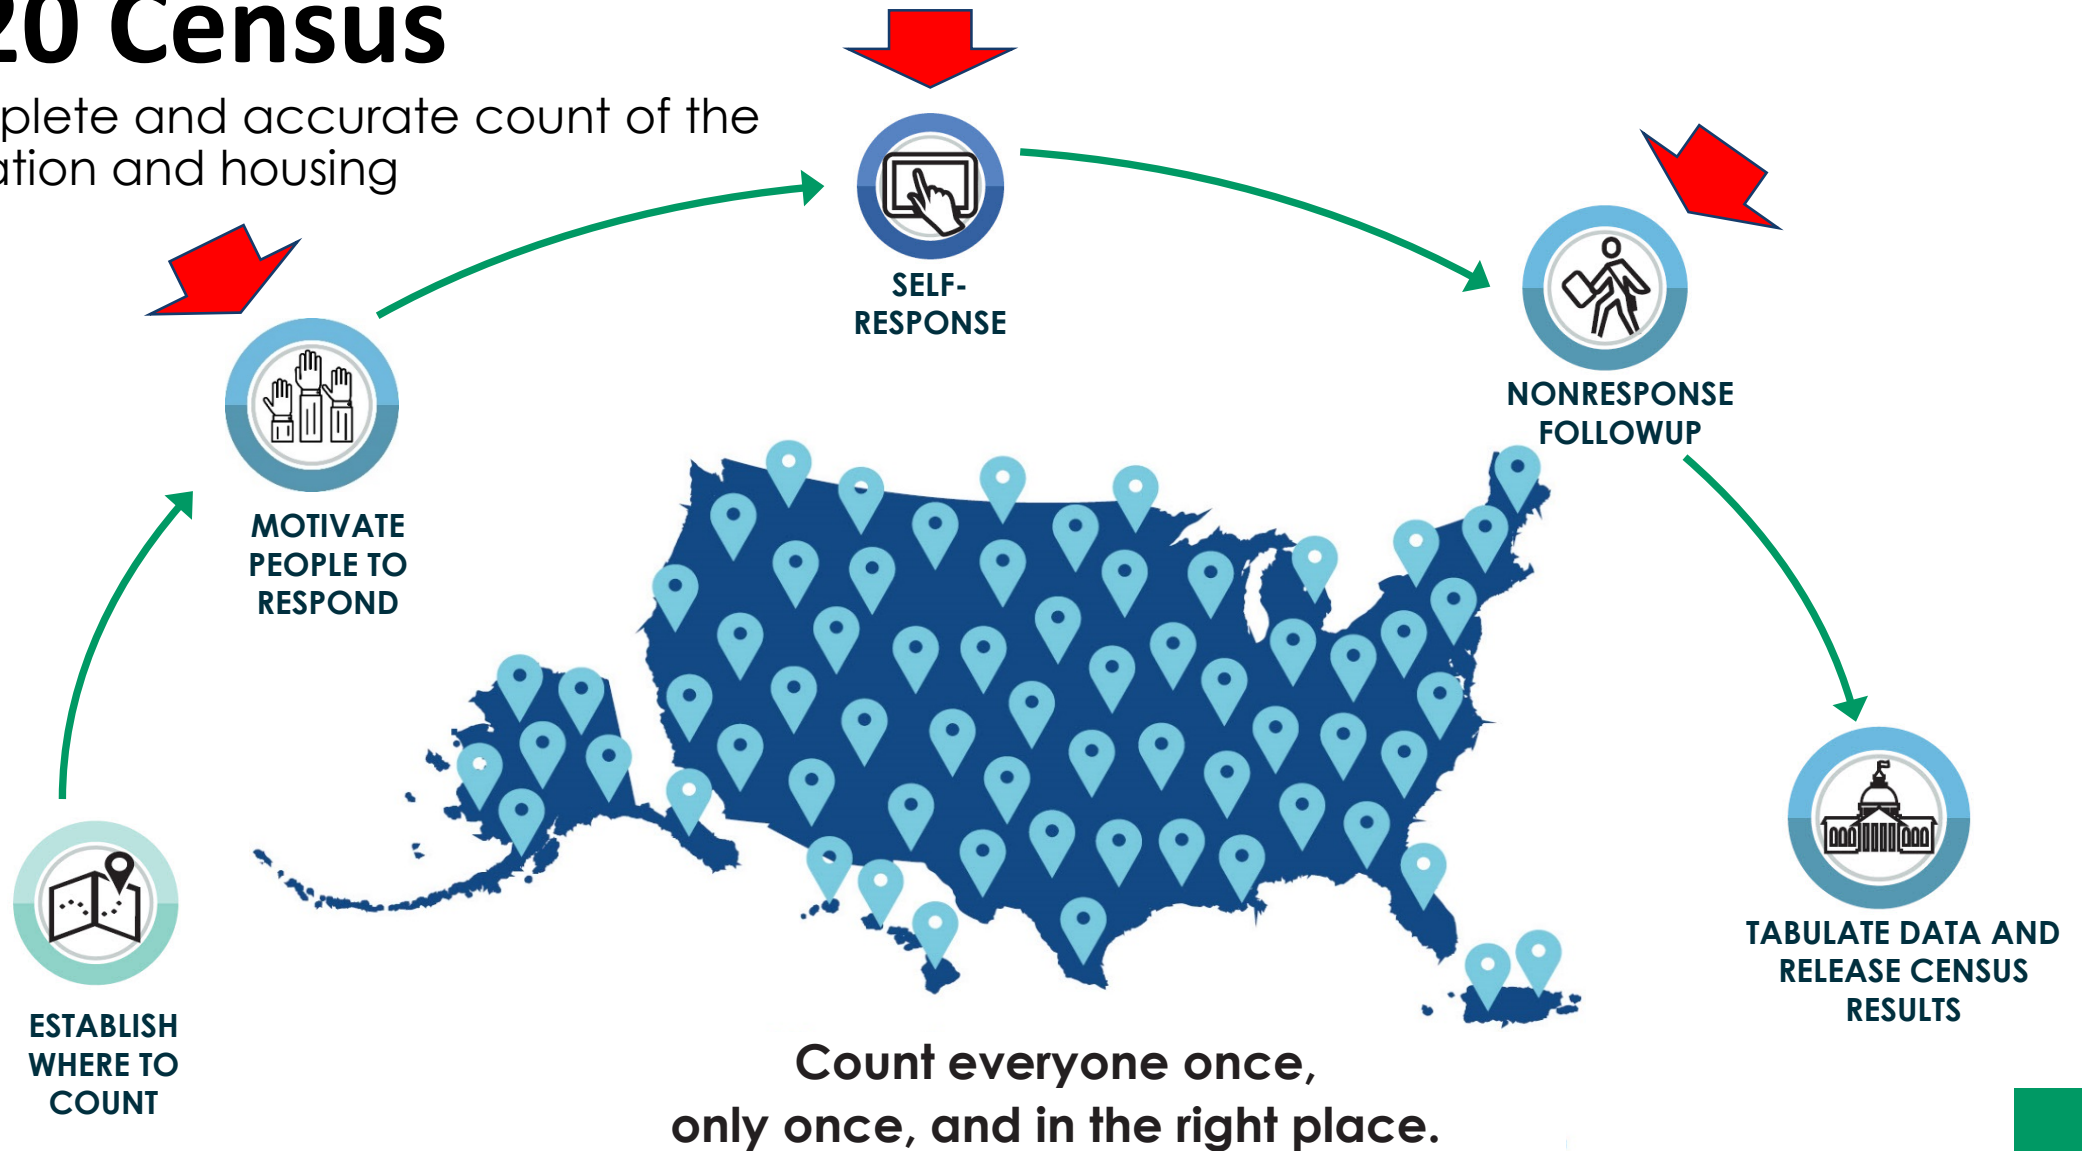 20 Census
plete and accurate count of the
ation and housing
SELF-
RESPONSE
NONRESPONSE
FOLLOWUP
MOTIVATE
PEOPLE TO
RESPOND
TABULATE DATA AND
RELEASE CENSUS
RESULTS
ESTABLISH
WHERE TO
COUNT
Count everyone once,
only once, and in the right place.